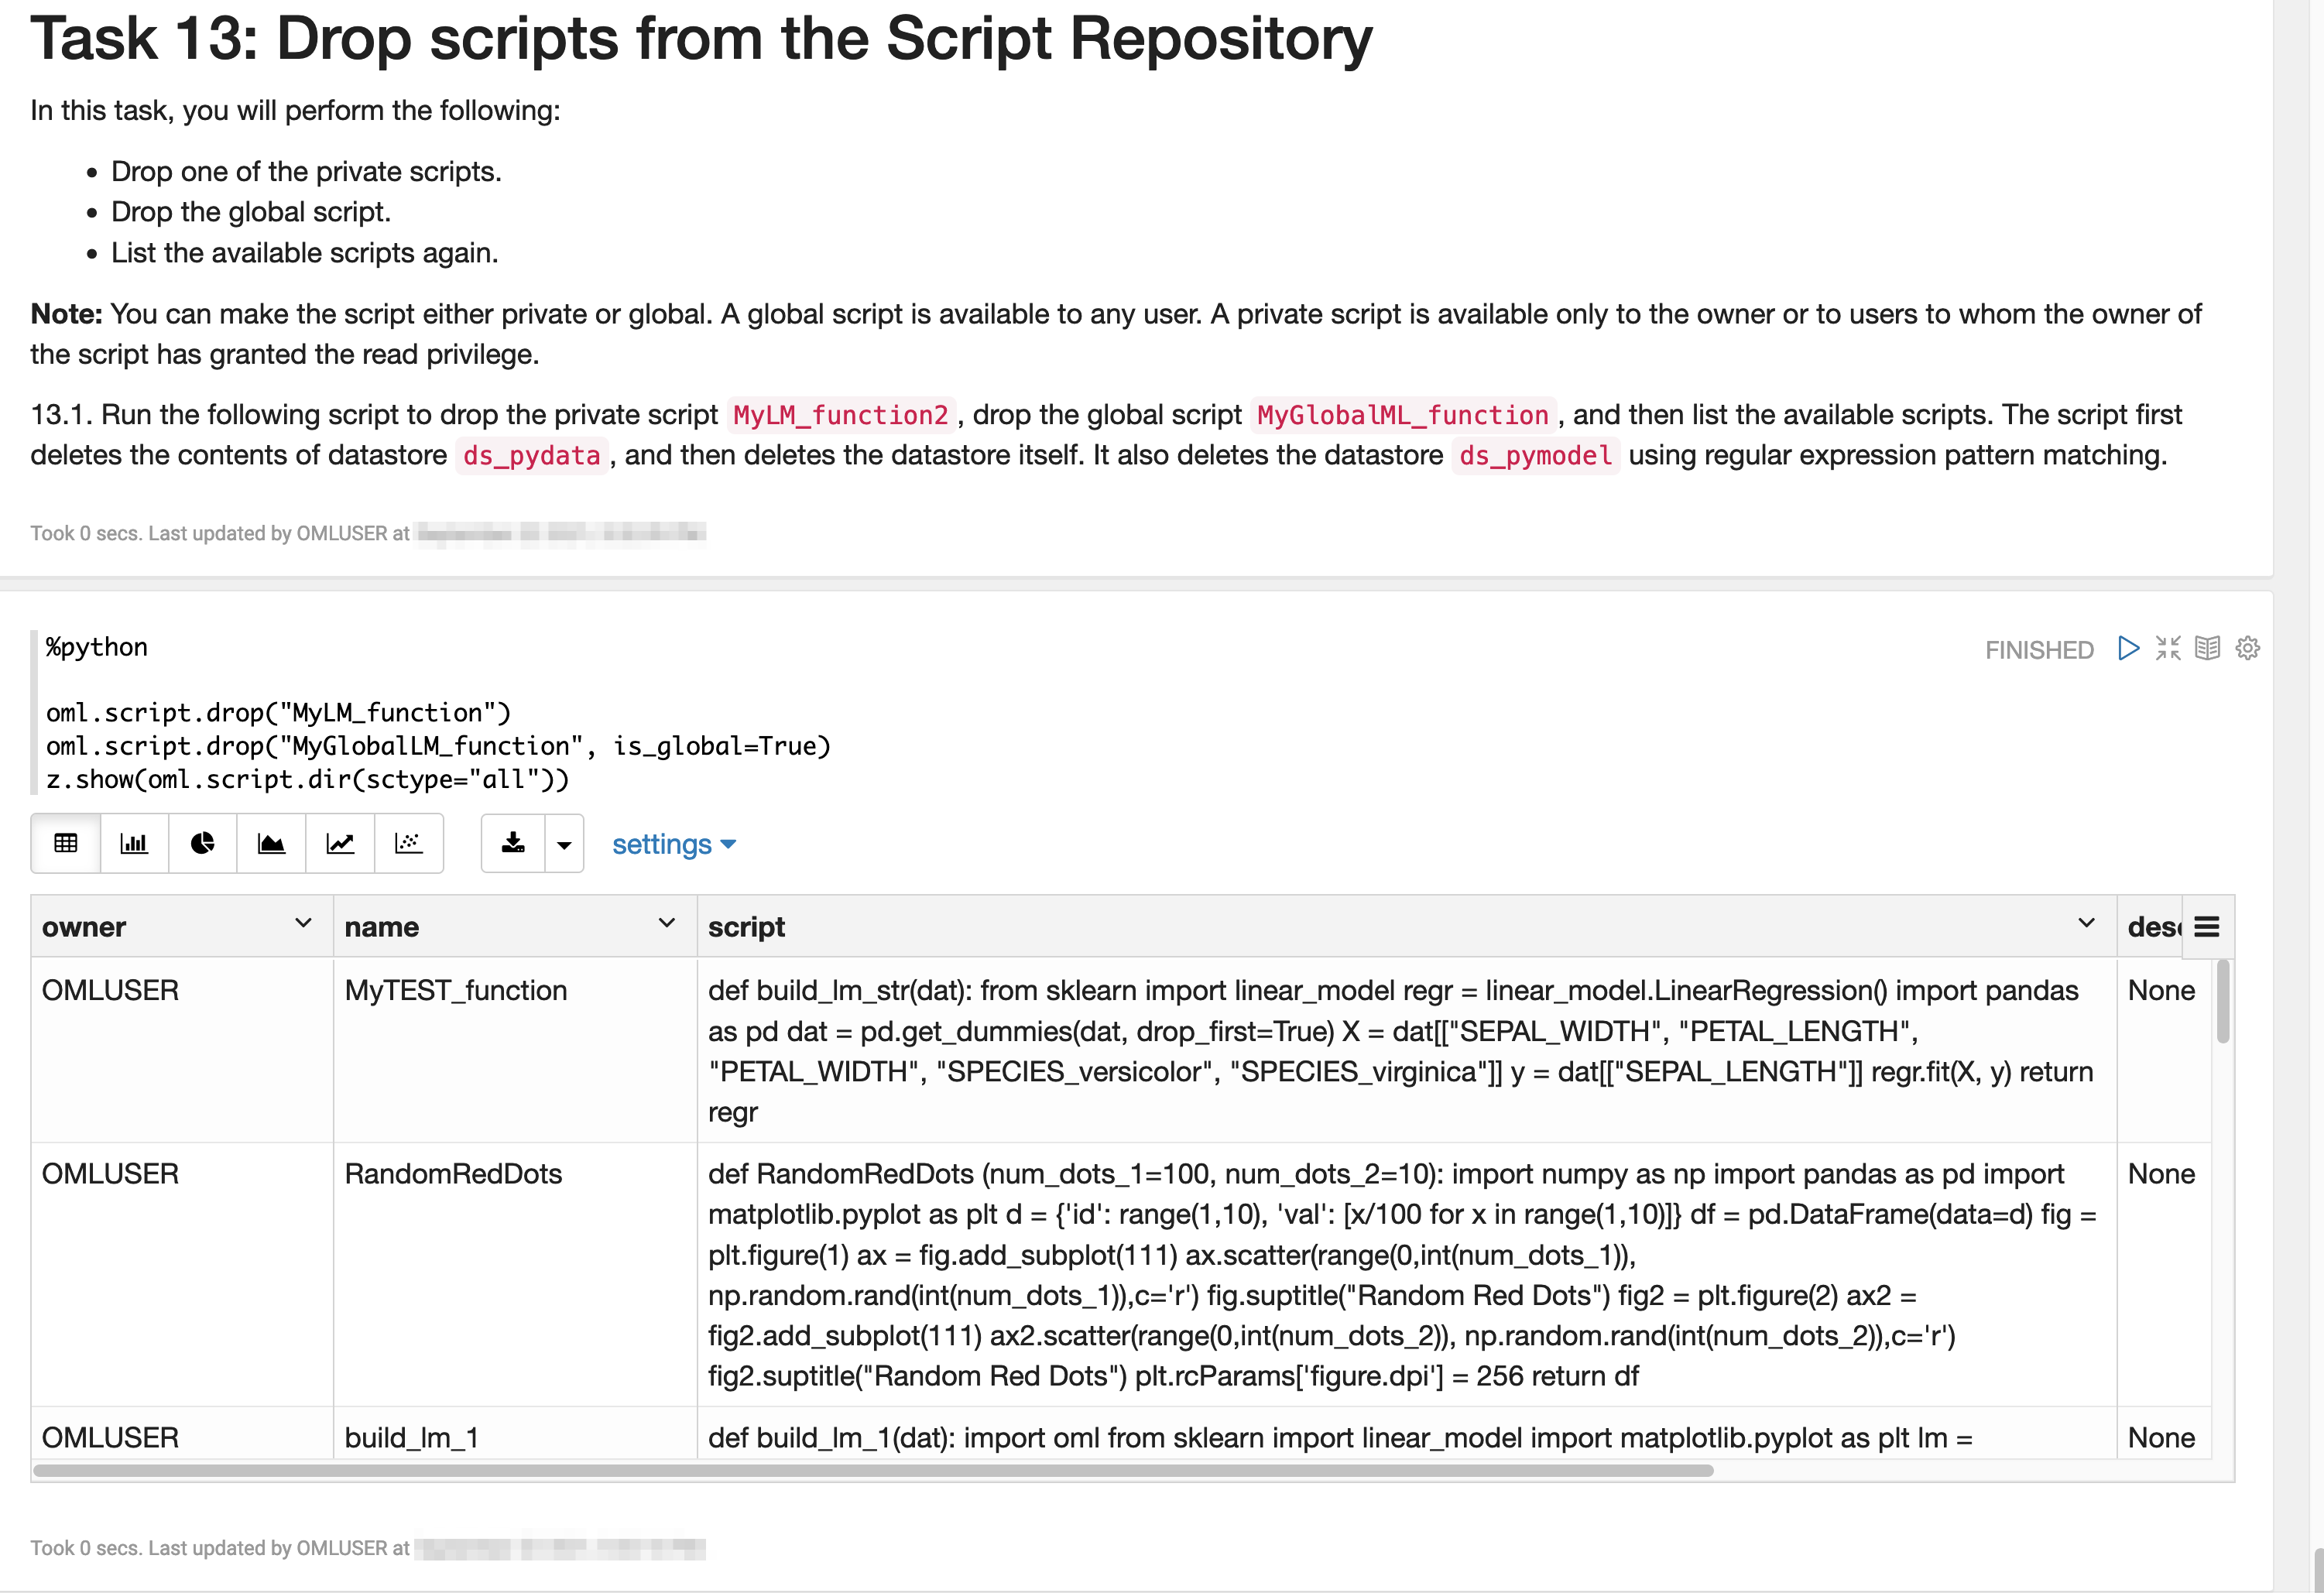 Task 13: Drop scripts from the Script Repository
In this task, you will perform the following:
• Drop one of the private scripts.
• Drop the global script.
• List the available scripts again.
Note: You can make the script either private or global. A global script is available to any user. A private script is available only to the owner or to users to whom the owner of
the script has granted the read privilege.
13.1. Run the following script to drop the private script MyLM_function2 , drop the global script MyGlobalML_function , and then list the available scripts. The script first
deletes the contents of datastore ds_pydata , and then deletes the datastore itself. It also deletes the datastore ds_pymodel using regular expression pattern matching.
Took 0 secs. Last updated by OMLUSER at
%python
FINISHED
oml.script.drop("MyLM_function")
oml.script.drop("MyGlobalLM_function", is_global=True)
z.show(oml.script.dir(sctype="all"))
settings
owner name script desc
OMLUSER MyTEST_function def build_lm_str(dat): from sklearn import linear_model regr = linear_model.LinearRegression() import pandas None
as pd dat = pd.get_dummies(dat, drop_first=True) X = dat[["SEPAL_WIDTH", "PETAL_LENGTH",
"PETAL_WIDTH", "SPECIES_versicolor", "SPECIES_virginica"]] y = dat[["SEPAL_LENGTH"]] regr.fit(X, y) return
regr
OMLUSER RandomRedDots def RandomRedDots (num_dots_1=100, num_dots_2=10): import numpy as np import pandas as pd import None
matplotlib.pyplot as plt d = {'id': range(1,10), 'val': [x/100 for x in range(1,10)]} df = pd.DataFrame(data=d) fig =
plt.figure(1) ax = fig.add_subplot(111) ax.scatter(range(0,int(num_dots_1)),
np.random.rand(int(num_dots_1)),c='r') fig.suptitle("Random Red Dots") fig2 = plt.figure(2) ax2 =
fig2.add_subplot(111) ax2.scatter(range(0,int(num_dots_2)), np.random.rand(int(num_dots_2)),c='r')
fig2.suptitle("Random Red Dots") plt.rcParams['figure.dpi'] = 256 return df
OMLUSER build_lm_1 def build_lm_1(dat): import oml from sklearn import linear_model import matplotlib.pyplot as plt lm = None
Took 0 secs. Last updated by OMLUSER at